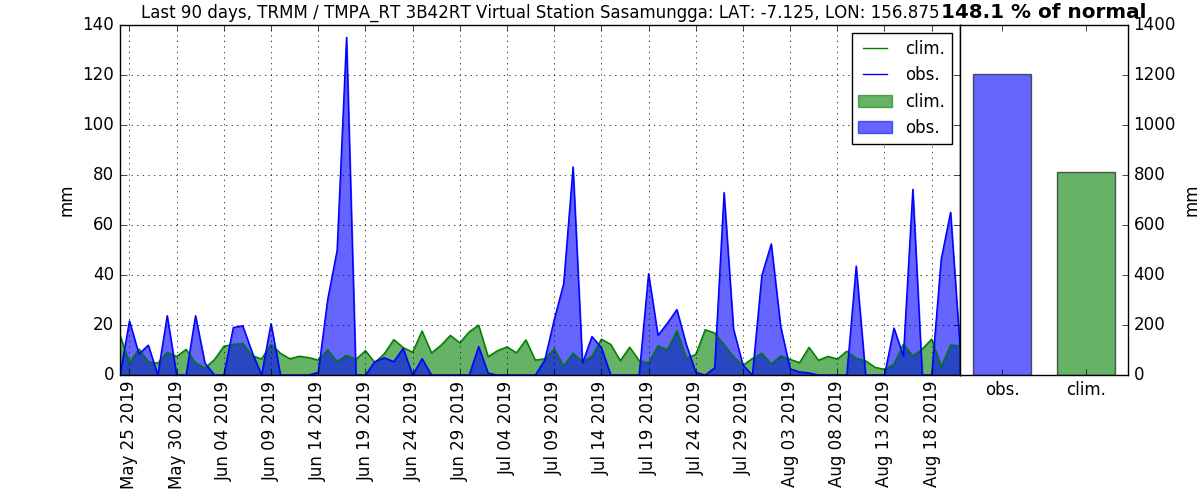 Last 90 days, TRMM / TMPA_RT 3B42RT Virtual Station Sasamungga: LAT: -7.125, LON: 156.875
148.1 % of normal
140
120
100
80
60
40
20
0
mm
clim.
obs.
clim.
obs.
1400
1200
1000
800
600
400
200
0
mm
May 25 2019
May 30 2019
Jun 04 2019
Jun 09 2019
Jun 14 2019
Jun 19 2019
Jun 24 2019
Jun 29 2019
Jul 04 2019
Jul 09 2019
Jul 14 2019
Jul 19 2019
Jul 24 2019
Jul 29 2019
Aug 03 2019
Aug 08 2019
Aug 13 2019
Aug 18 2019
obs.
clim.